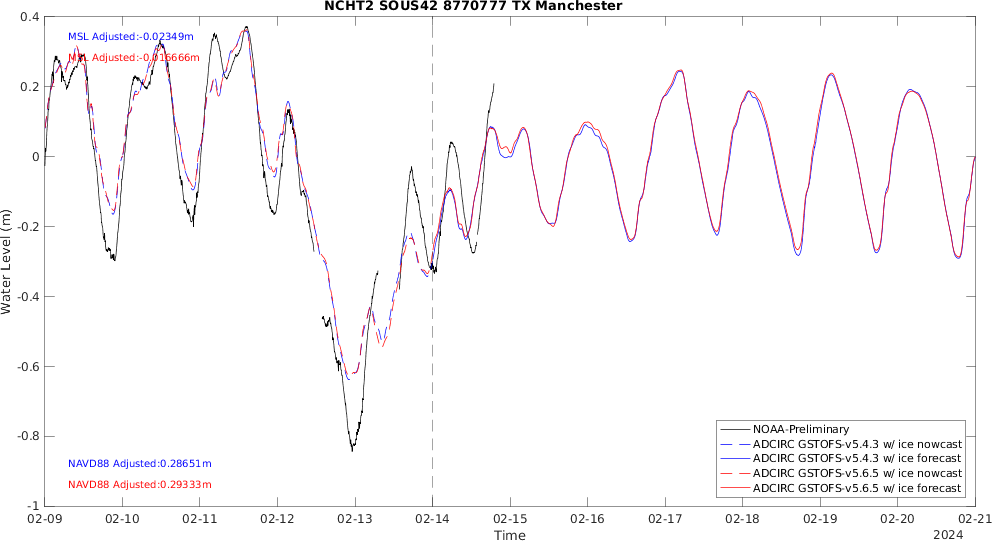 NCHT2 SOUS42 8770777 TX Manchester
MSL Adjusted:-0.02349m
MSL Adjusted:-0.016666m
0.4
0.2
0
-0.2
-0.4
-0.6
-0.8
-1
Water Level (m)
NAVD88 Adjusted:0.28651m
NAVD88 Adjusted:0.29333m
NOAA-Preliminary
ADCIRC GSTOFS-v5.4.3 w/ ice nowcast
ADCIRC GSTOFS-v5.4.3 w/ ice forecast
ADCIRC GSTOFS-v5.6.5 w/ ice nowcast
ADCIRC GSTOFS-v5.6.5 w/ ice forecast
02-09 02-10 02-11 02-12 02-13 02-14 02-15 02-16 02-17 02-18 02-19 02-20 02-21
Time
2024